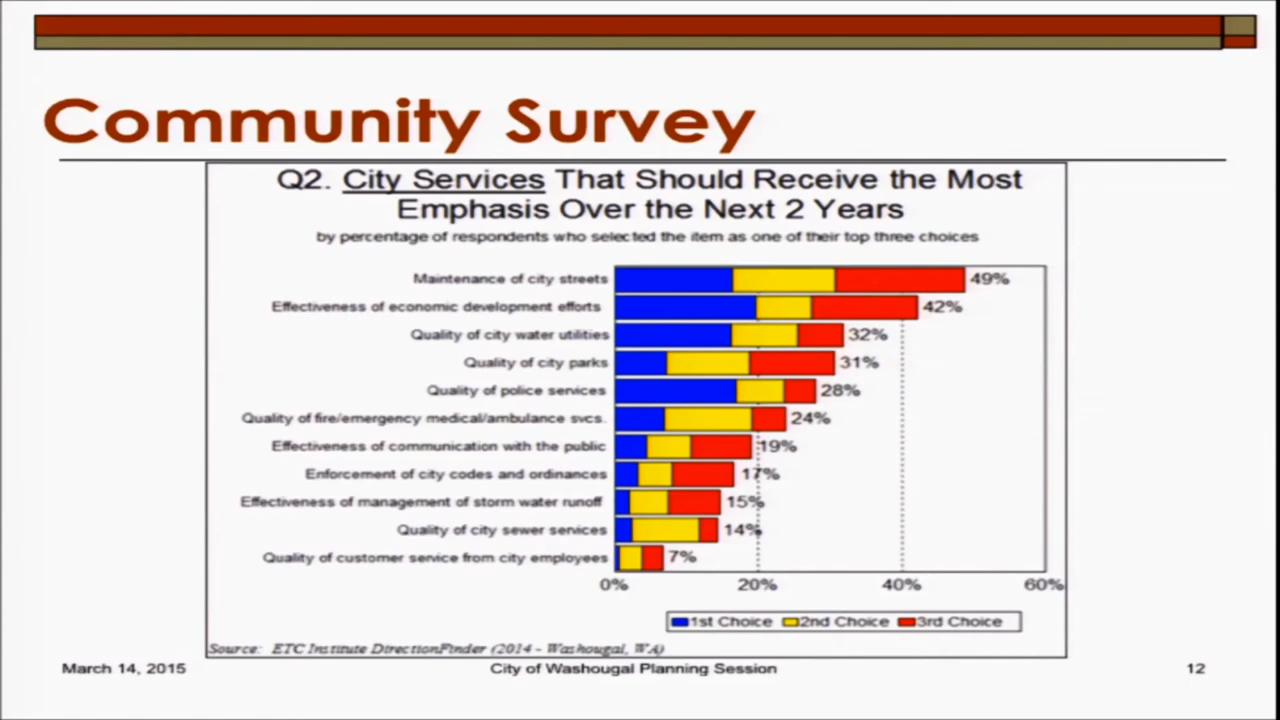 Community Survey
Q2. City Services That Should Receive the Most
Emphasis Over the Next 2 Years
by percentage of respondents who selected the item as one of their top three choices
Maintenance of city streets 49%
Effectiveness of economic development efforts 42%
Quality of city water utilities 32%
Quality of city parks 31%
Quality of police services 28%
Quality of fire/emergency medical/ambulance svcs. 24%
Effectiveness of communication with the public 19%
Enforcement of city codes and ordinances 17%
Effectiveness of management of storm water runoff 15%
Quality of city sewer services 14%
Quality of customer service from city employees 7%
0% 20% 40% 60%
1st Choice 2nd Choice 3rd Choice
Source: ETC Institute DirectionFinder (2014 - Washougal, WA)
March 14, 2015 City of Washougal Planning Session 12